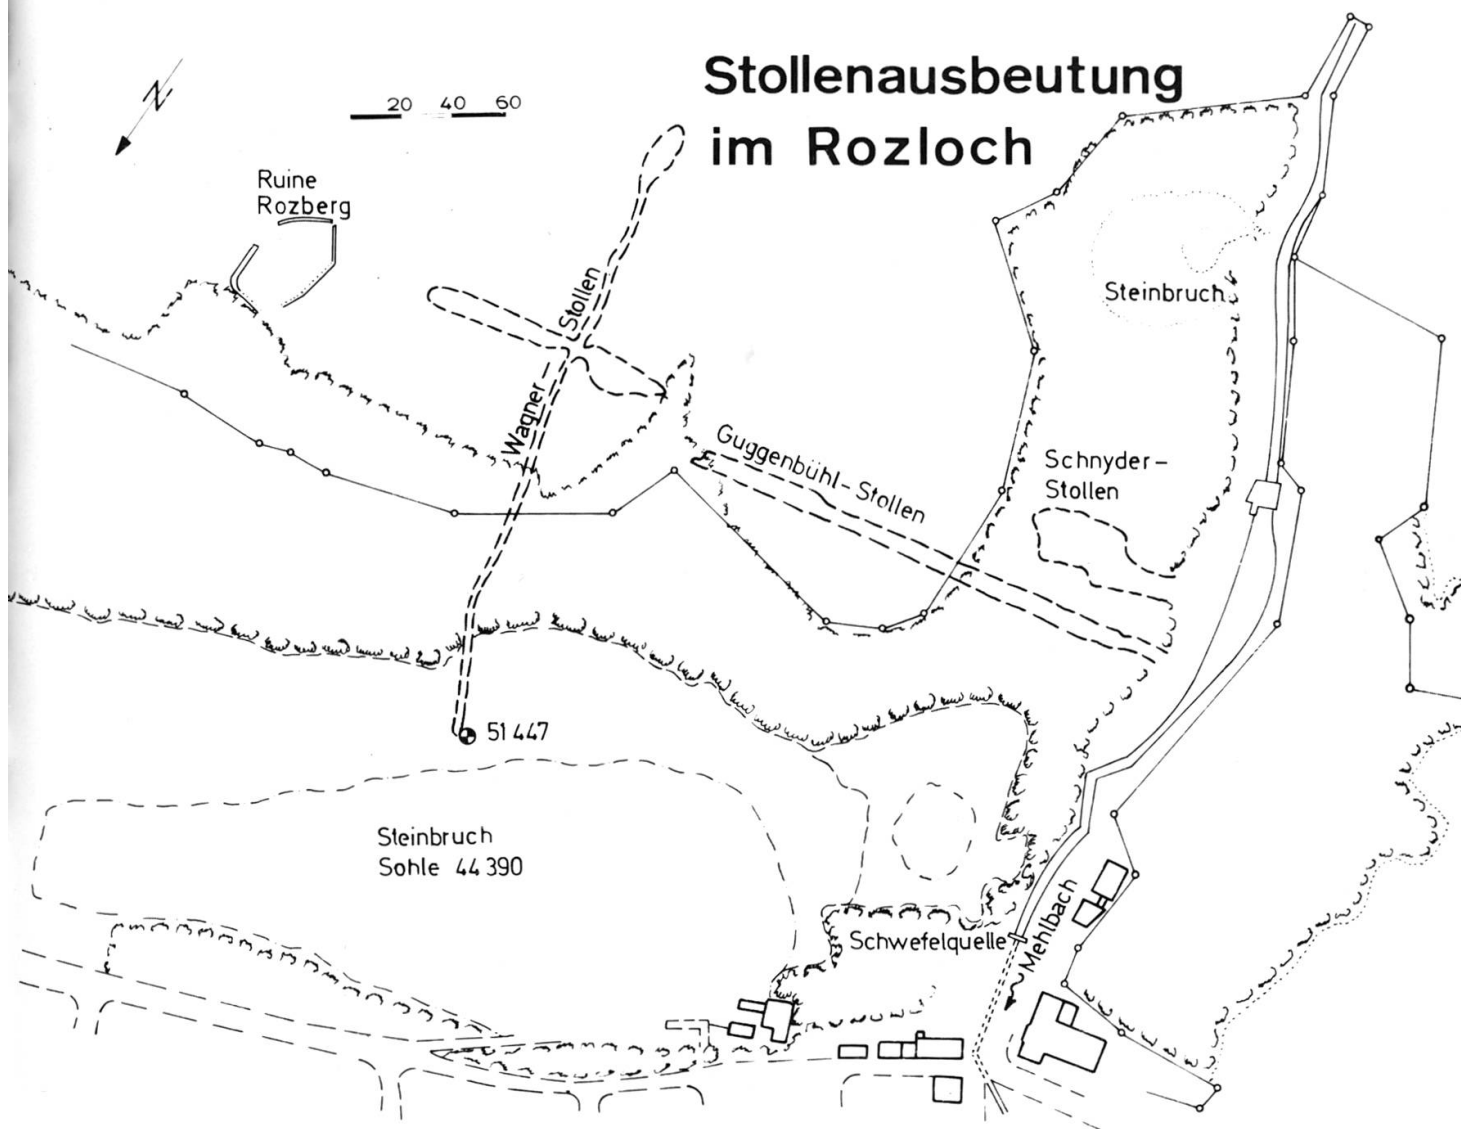 Stollenausbeutung
im Rozloch
N
20 40 60
Ruine
Rozberg
Wagner – Stollen
Steinbruch
Guggenbühl-Stollen
Schnyder-
Stollen
51 447
Steinbruch
Sohle 44 390
Schwefelquelle
Mehlbach